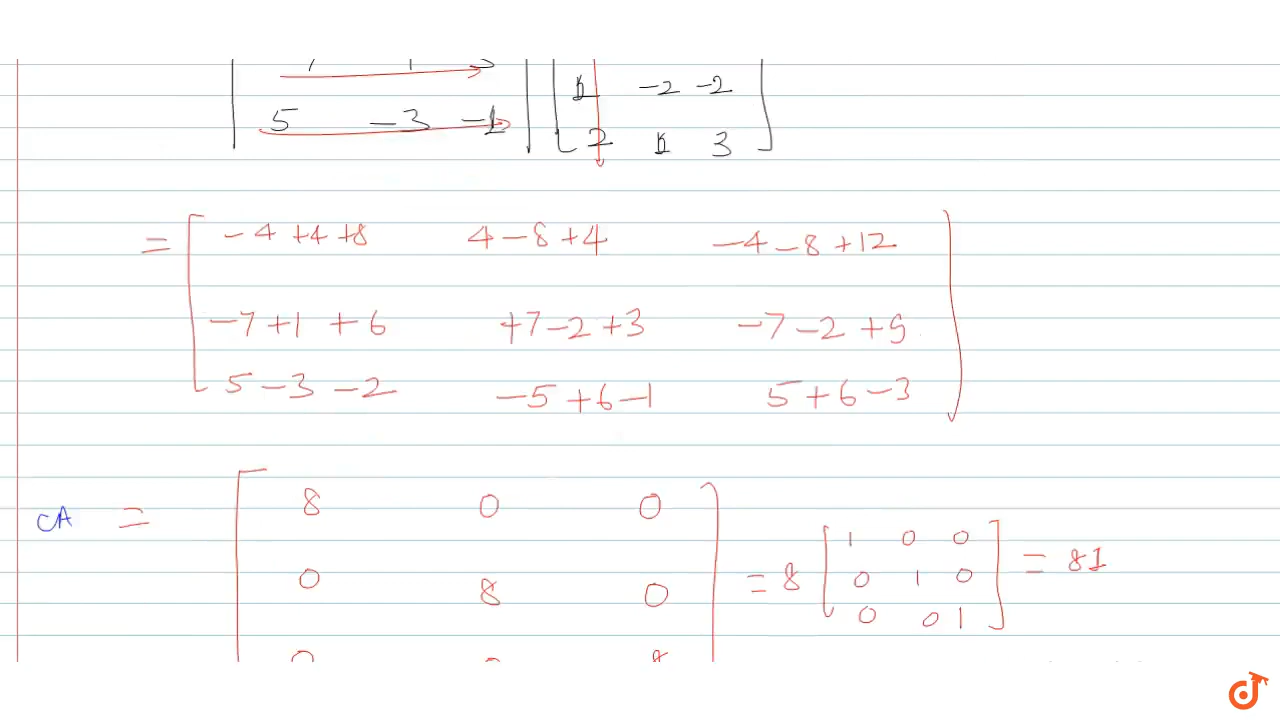 1 -2 -2
5 -3 -1 2 1 3
= -4+4+8 4-8+4 -4-8+12
-7+1+6 +7-2+3 -7-2+9
5-3-2 -5+6-1 5+6-3
CA = 8 0 0
0 8 0
= 8 1 0 0
0 1 0
0 0 1
= 8I